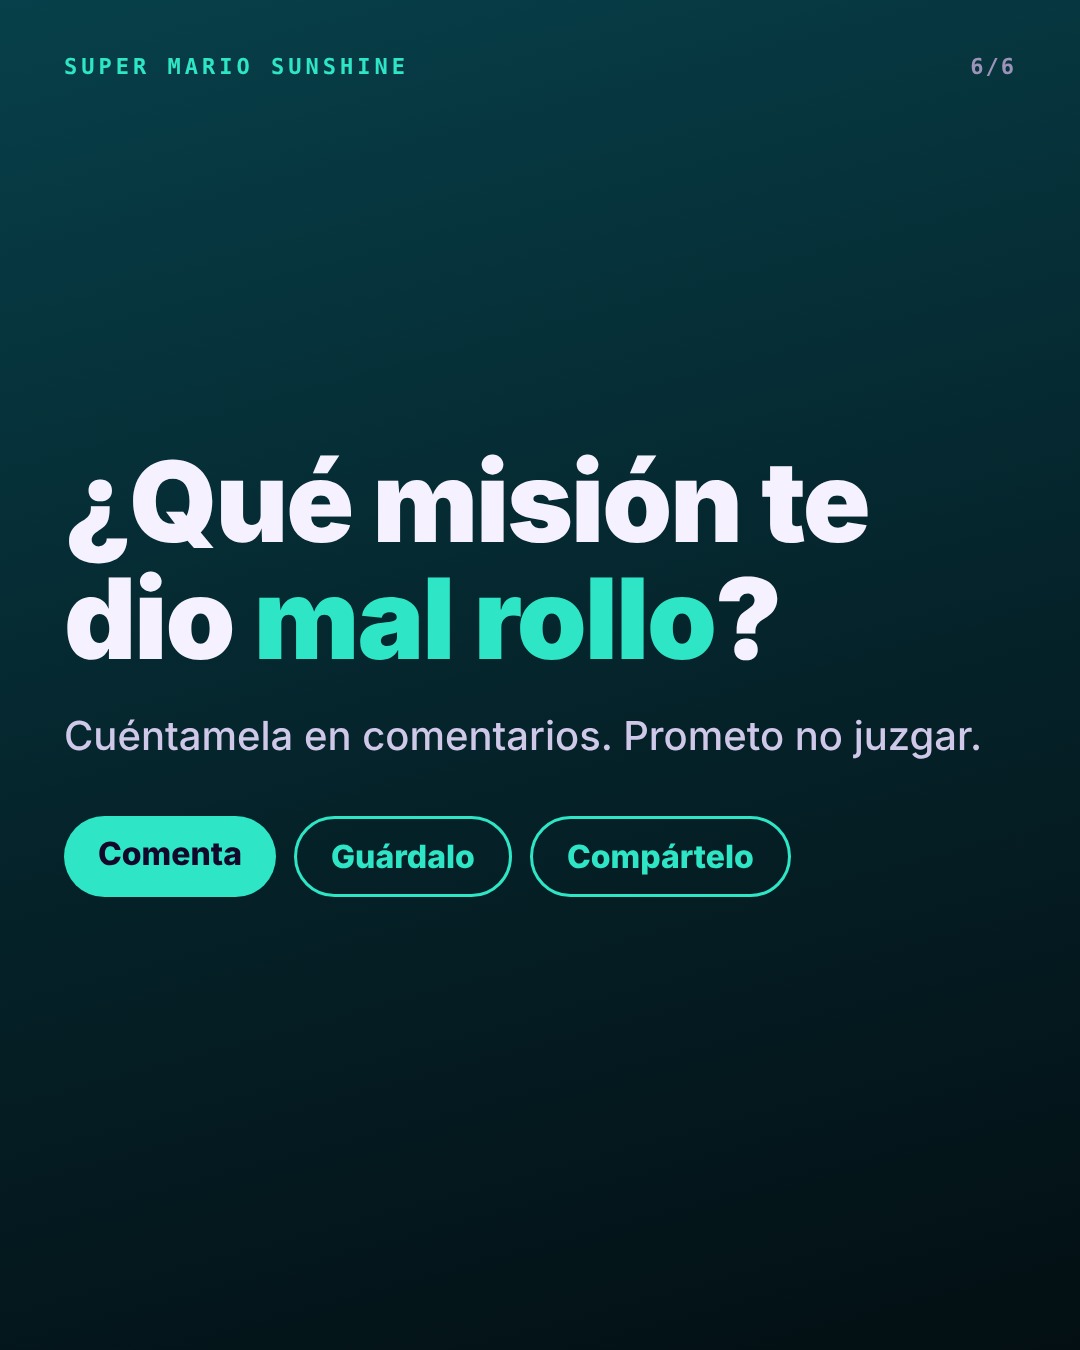 SUPER MARIO SUNSHINE
6/6
¿Qué misión te
dio mal rollo?
Cuéntamela en comentarios. Prometo no juzgar.
Comenta
Guárdalo
Compártelo